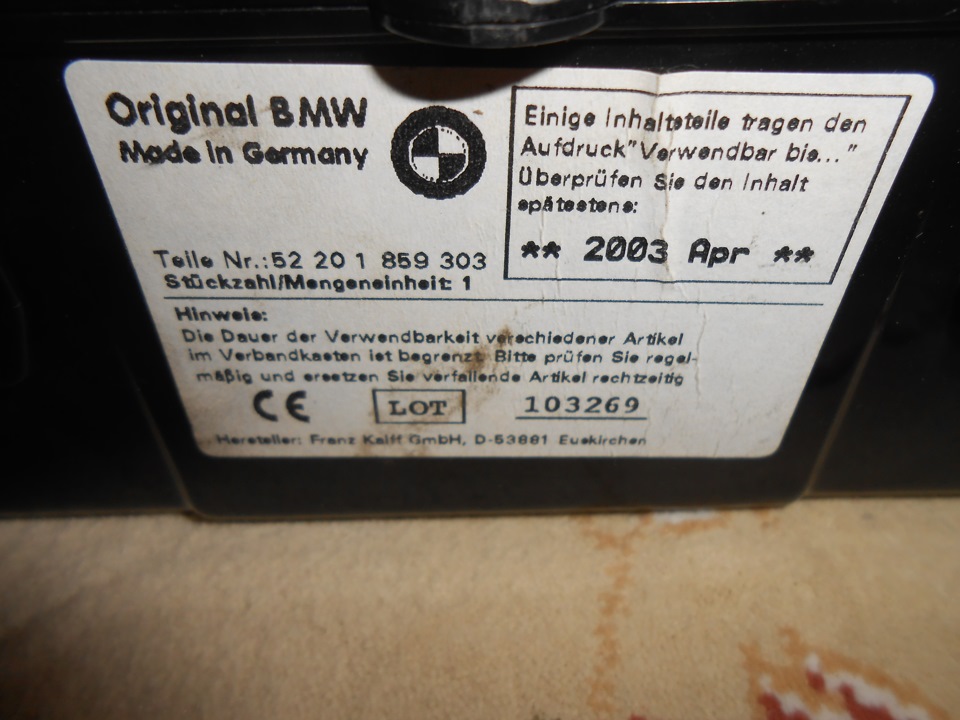 Original BMW
Made in Germany
Einige Inhaltsteile tragen den
Aufdruck"Verwendbar bis..."
Überprüfen Sie den Inhalt
spätestens:
** 2003 Apr **
Teile Nr.:52 20 1 859 303
Stückzahl/Mengeneinheit: 1
Hinweis:
Die Dauer der Verwendbarkeit verschiedener Artikel
im Verbandkasten ist begrenzt. Bitte prüfen Sie regel-
mäßig und ersetzen Sie verfallende Artikel rechtzeitig
CE LOT 103269
Hersteller: Franz Kalff GmbH, D-53881 Euskirchen